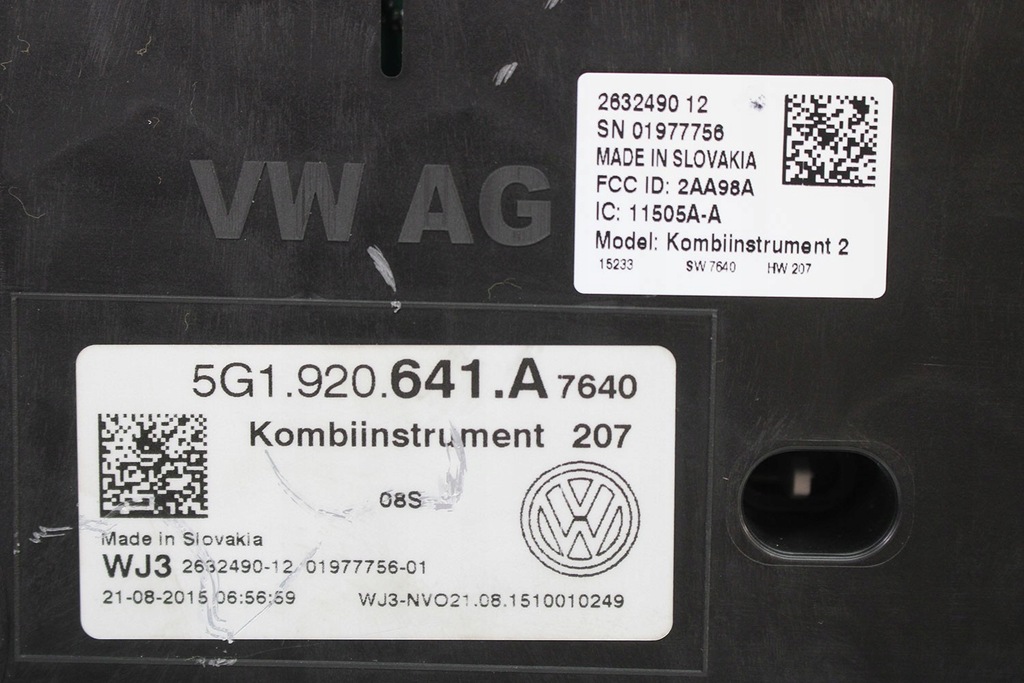 VW AG
2632490 12
SN 01977756
MADE IN SLOVAKIA
FCC ID: 2AA98A
IC: 11505A-A
Model: Kombiinstrument 2
15233 SW 7640 HW 207
5G1.920.641.A 7640
Kombiinstrument 207
08S
Made in Slovakia
WJ3 2632490-12 01977756-01
21-08-2015 06:56:59 WJ3-NVO21.08.1510010249